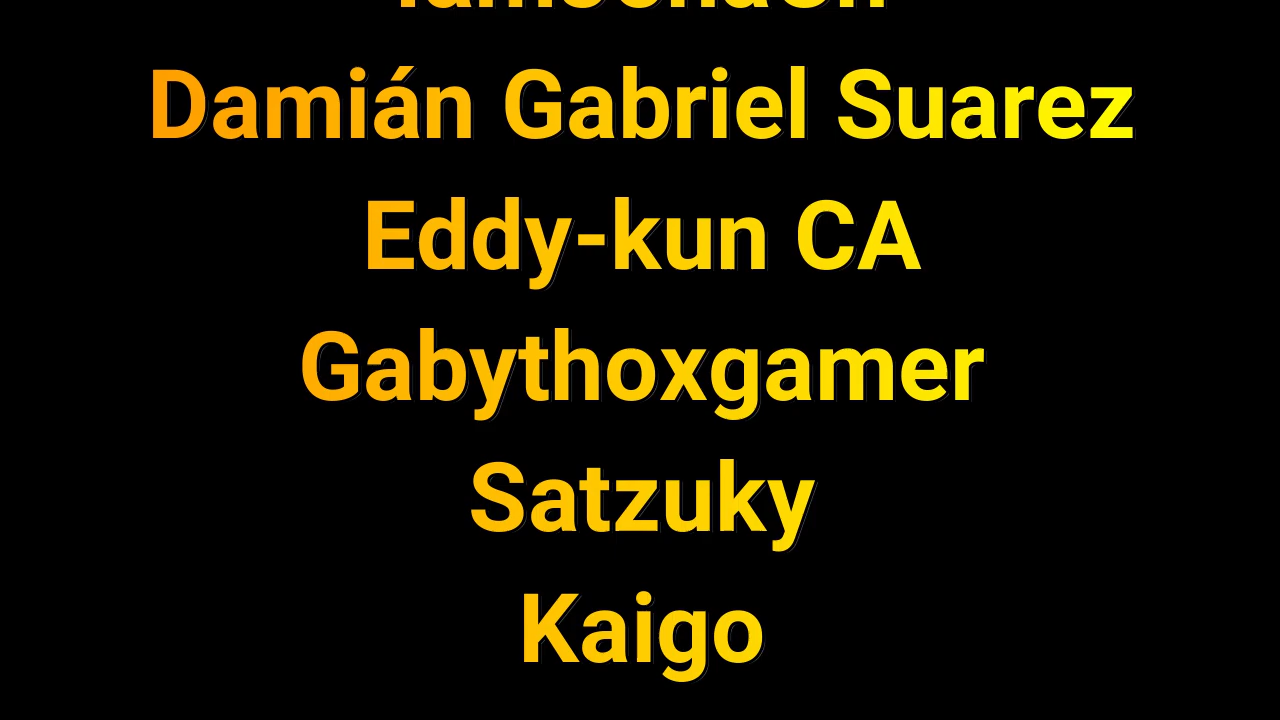 Damián Gabriel Suarez
Eddy-kun CA
Gabythoxgamer
Satzuky
Kaigo